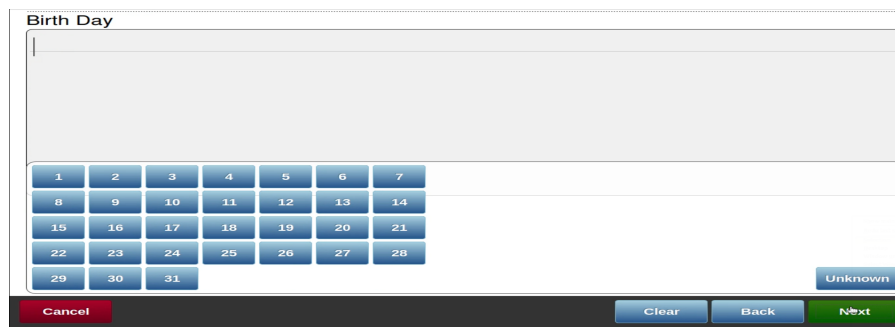 Birth Day
1 2 3 4 5 6 7
8 9 10 11 12 13 14
15 16 17 18 19 20 21
22 23 24 25 26 27 28
29 30 31 Unknown
Cancel Clear Back Next